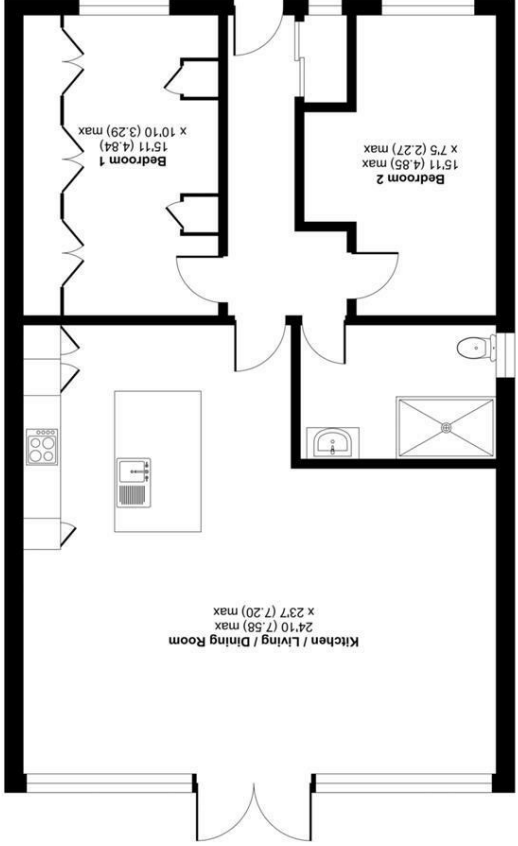 Kitchen / Living / Dining Room
24'10 (7.58) max
x 23'7 (7.20) max
Bedroom 2
15'11 (4.85) max
x 7'5 (2.27) max
Bedroom 1
15'11 (4.84)
x 10'10 (3.29) max